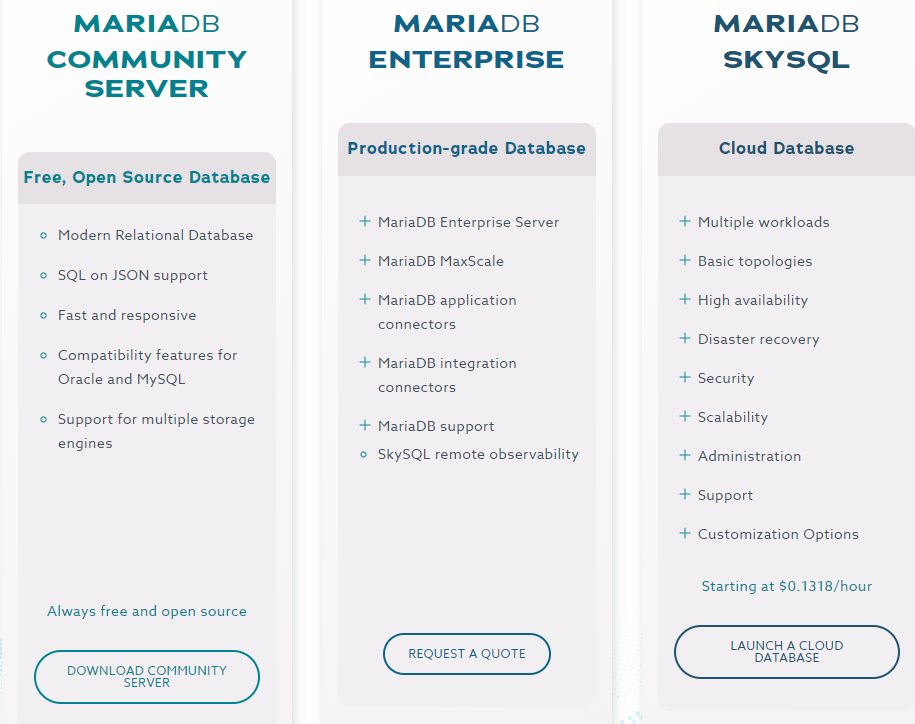 MARIADB
COMMUNITY
SERVER
Free, Open Source Database
Modern Relational Database
SQL on JSON support
Fast and responsive
Compatibility features for
Oracle and MySQL
Support for multiple storage
engines
Always free and open source
DOWNLOAD COMMUNITY
SERVER
MARIADB
ENTERPRISE
Production-grade Database
MariaDB Enterprise Server
MariaDB MaxScale
MariaDB application
connectors
MariaDB integration
connectors
MariaDB support
SkySQL remote observability
REQUEST A QUOTE
MARIADB
SKYSQL
Cloud Database
Multiple workloads
Basic topologies
High availability
Disaster recovery
Security
Scalability
Administration
Support
Customization Options
Starting at $0.1318/hour
LAUNCH A CLOUD
DATABASE